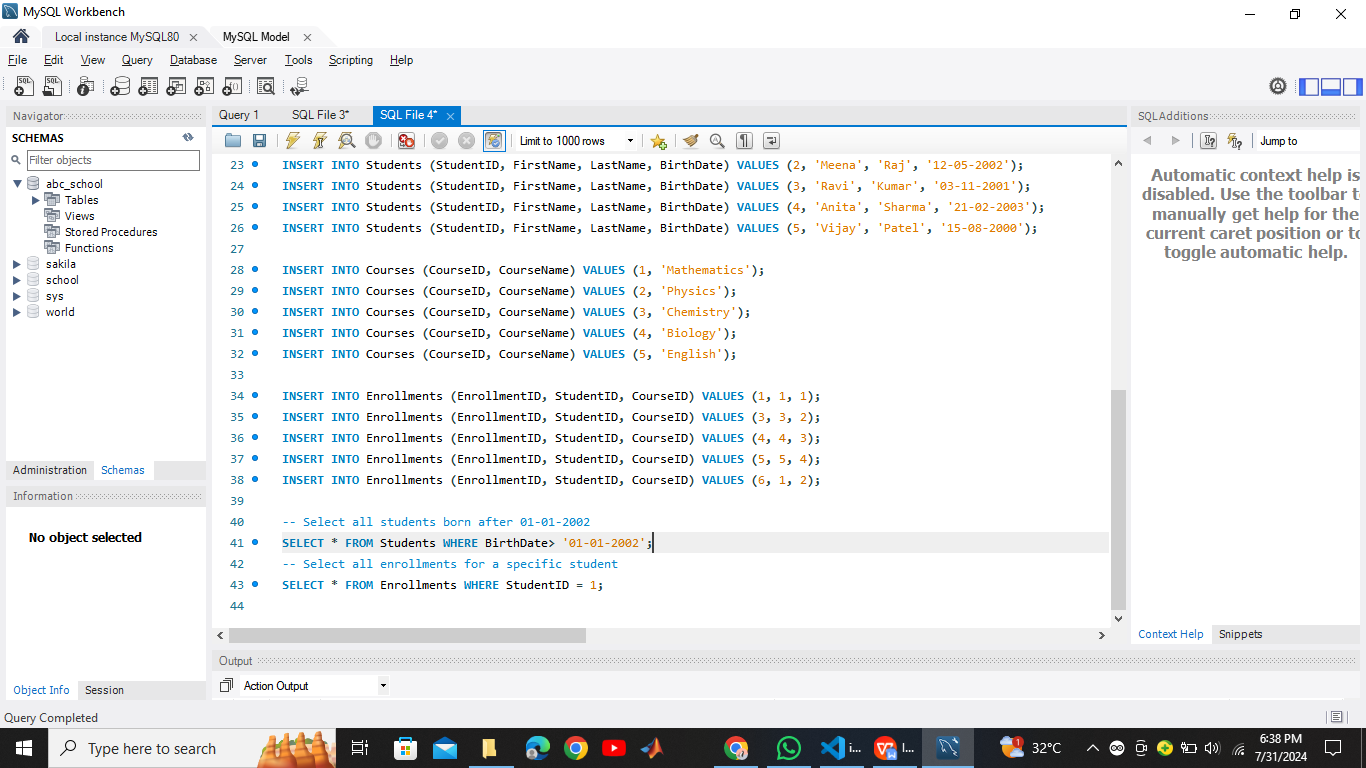 MySQL Workbench
Local instance MySQL80
MySQL Model
File Edit View Query Database Server Tools Scripting Help
Navigator
SCHEMAS
Filter objects
abc_school
Tables
Views
Stored Procedures
Functions
sakila
school
sys
world
Administration Schemas
Information
No object selected
Object Info Session
Query 1 SQL File 3* SQL File 4*
Limit to 1000 rows
23 INSERT INTO Students (StudentID, FirstName, LastName, BirthDate) VALUES (2, 'Meena', 'Raj', '12-05-2002');
24 INSERT INTO Students (StudentID, FirstName, LastName, BirthDate) VALUES (3, 'Ravi', 'Kumar', '03-11-2001');
25 INSERT INTO Students (StudentID, FirstName, LastName, BirthDate) VALUES (4, 'Anita', 'Sharma', '21-02-2003');
26 INSERT INTO Students (StudentID, FirstName, LastName, BirthDate) VALUES (5, 'Vijay', 'Patel', '15-08-2000');
27
28 INSERT INTO Courses (CourseID, CourseName) VALUES (1, 'Mathematics');
29 INSERT INTO Courses (CourseID, CourseName) VALUES (2, 'Physics');
30 INSERT INTO Courses (CourseID, CourseName) VALUES (3, 'Chemistry');
31 INSERT INTO Courses (CourseID, CourseName) VALUES (4, 'Biology');
32 INSERT INTO Courses (CourseID, CourseName) VALUES (5, 'English');
33
34 INSERT INTO Enrollments (EnrollmentID, StudentID, CourseID) VALUES (1, 1, 1);
35 INSERT INTO Enrollments (EnrollmentID, StudentID, CourseID) VALUES (3, 3, 2);
36 INSERT INTO Enrollments (EnrollmentID, StudentID, CourseID) VALUES (4, 4, 3);
37 INSERT INTO Enrollments (EnrollmentID, StudentID, CourseID) VALUES (5, 5, 4);
38 INSERT INTO Enrollments (EnrollmentID, StudentID, CourseID) VALUES (6, 1, 2);
39
40 -- Select all students born after 01-01-2002
41 SELECT * FROM Students WHERE BirthDate> '01-01-2002';
42 -- Select all enrollments for a specific student
43 SELECT * FROM Enrollments WHERE StudentID = 1;
44
Output
Action Output
SQLAdditions
Jump to
Automatic context help is
disabled. Use the toolbar t
manually get help for the
current caret position or to
toggle automatic help.
Context Help Snippets
Query Completed
Type here to search
i...
I...
1
32°C
6:38 PM
7/31/2024